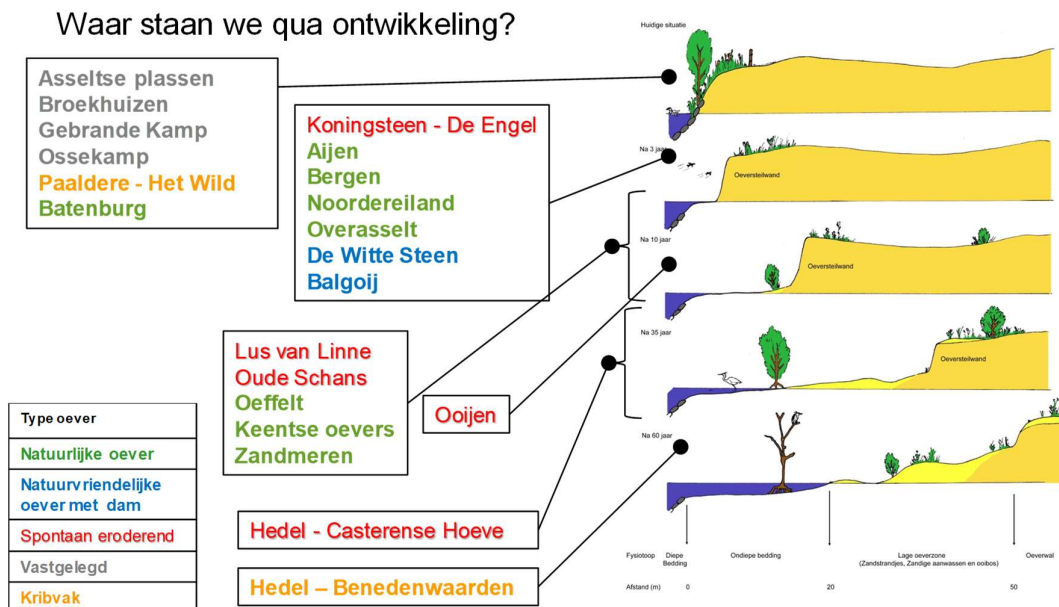 Waar staan we qua ontwikkeling?
Asseltse plassen
Broekhuizen
Gebrande Kamp
Ossekamp
Paaldere - Het Wild
Batenburg
Koningsteen - De Engel
Aijen
Bergen
Noordereiland
Overasselt
De Witte Steen
Balgoij
Lus van Linne
Oude Schans
Oeffelt
Keentse oevers
Zandmeren
Ooijen
Hedel - Casterense Hoeve
Hedel – Benedenwaarden
Type oever
Natuurlijke oever
Natuurvriendelijke
oever met dam
Spontaan eroderend
Vastgelegd
Kribvak
Huidige situatie
Na 3 jaar
Oeversteilwand
Na 10 jaar
Oeversteilwand
Na 35 jaar
Oeversteilwand
Na 60 jaar
Fysiotoop
Diepe
Bedding
Ondiepe bedding
Lage oeverzone
(Zandstrandjes, Zandige aanwassen en ooibos)
Oeverwal
Afstand (m)
0
20
50